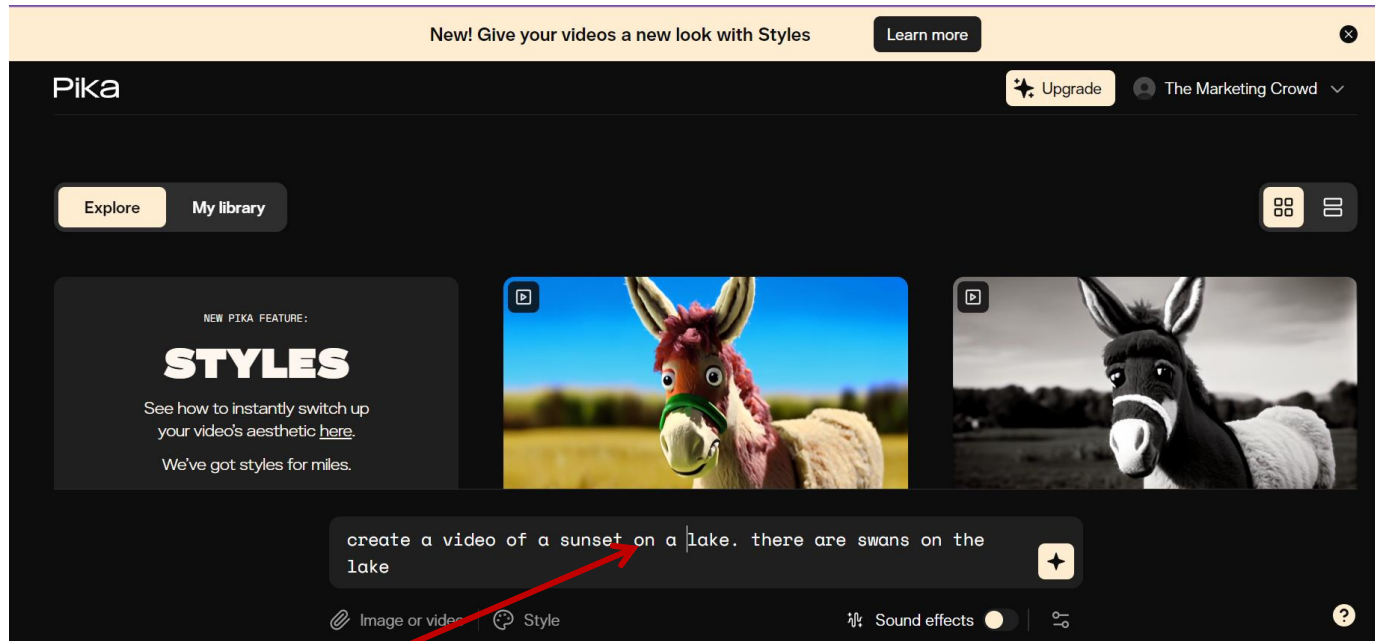 New! Give your videos a new look with Styles
Learn more
Pika
Upgrade
The Marketing Crowd
Explore
My library
NEW PIKA FEATURE:
STYLES
See how to instantly switch up
your video's aesthetic here.
We've got styles for miles.
create a video of a sunset on a lake. there are swans on the
lake
Image or video
Style
Sound effects
?